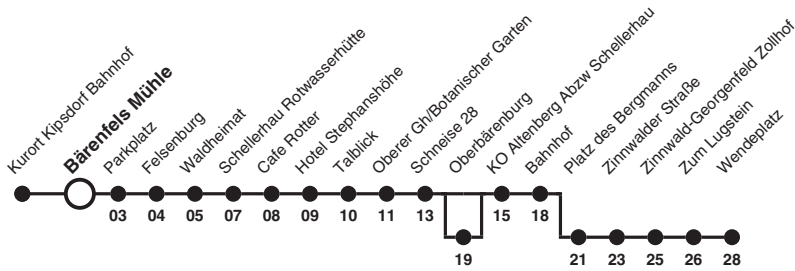 Kurort Kipsdorf Bahnhof
Bärenfels Mühle
Parkplatz
Felsenburg
Waldheimat
Schellerhau Rotwasserhütte
Cafe Rotter
Hotel Stephanshöhe
Talblick
Oberer Gh/Botanischer Garten
Schneise 28
Oberbärenburg
KO Altenberg Abzw Schellerhau
Bahnhof
Platz des Bergmanns
Zinnwalder Straße
Zinnwald-Georgenfeld Zollhof
Zum Lugstein
Wendeplatz
03 04 05 07 08 09 10 11 13 15 18
19 21 23 25 26 28